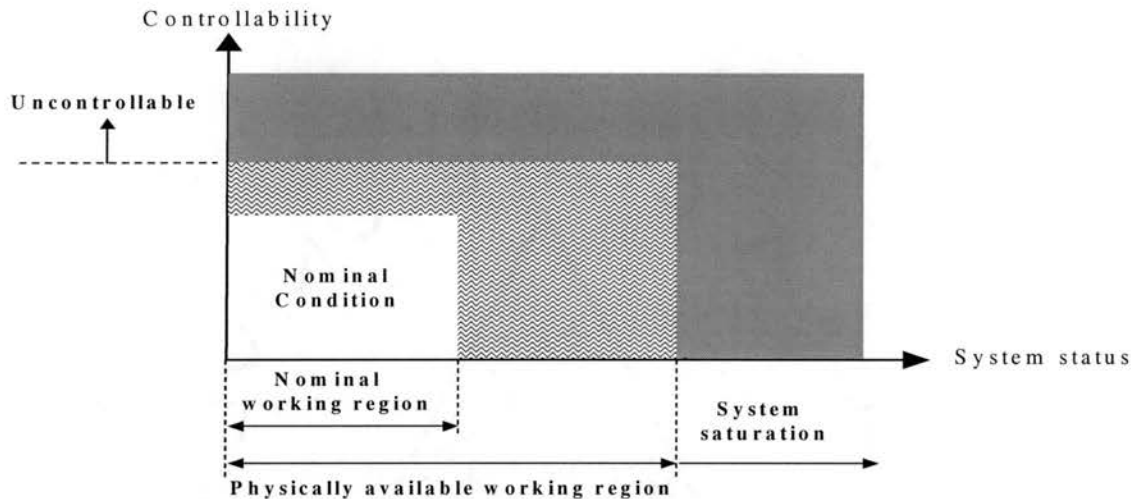 Controllability
Uncontrollable
Nominal
Condition
System status
Nominal
working region
System
saturation
Physically available working region